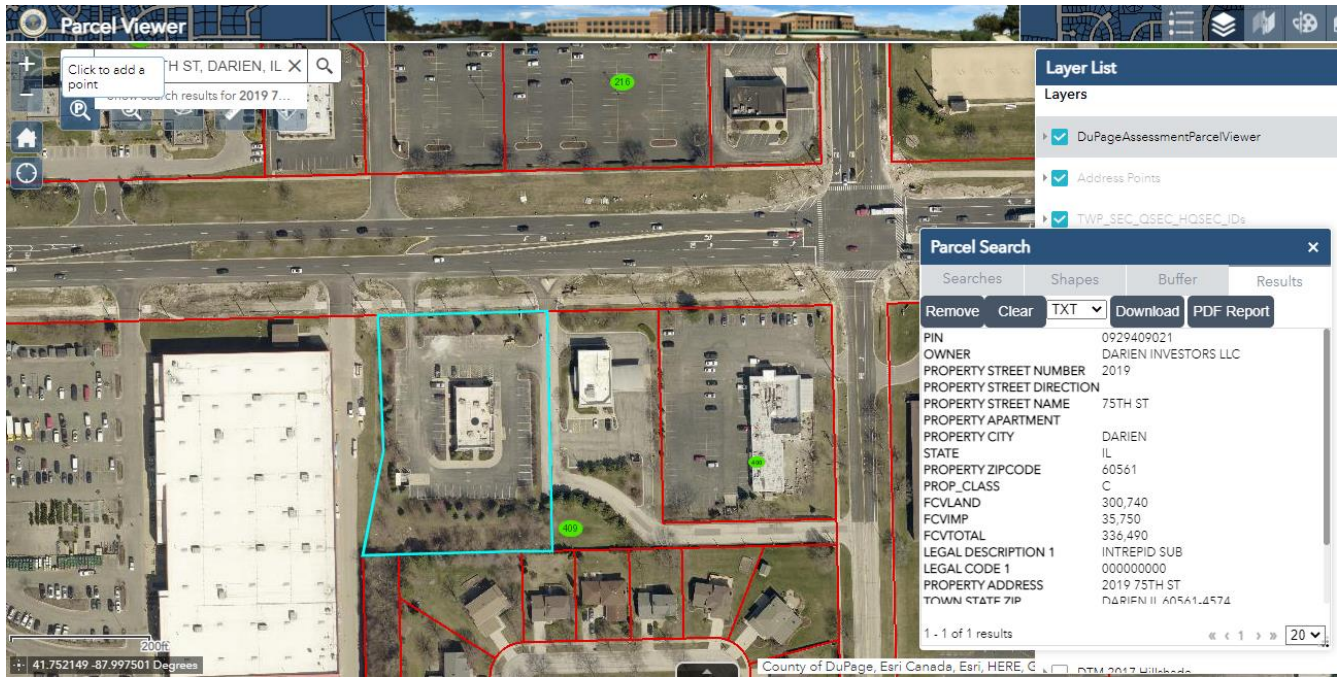 Parcel Viewer
Click to add a point
TH ST, DARIEN, IL
Show search results for 2019 7...
216
Layer List
Layers
DuPageAssessmentParcelViewer
Address Points
TWP_SEC_QSEC_HQSEC_IDs
Parcel Search
Searches Shapes Buffer Results
Remove Clear TXT Download PDF Report
PIN 0929409021
OWNER DARIEN INVESTORS LLC
PROPERTY STREET NUMBER 2019
PROPERTY STREET DIRECTION
PROPERTY STREET NAME 75TH ST
PROPERTY APARTMENT
PROPERTY CITY DARIEN
STATE IL
PROPERTY ZIPCODE 60561
PROP_CLASS C
FCVLAND 300,740
FCVIMP 35,750
FCVTOTAL 336,490
LEGAL DESCRIPTION 1 INTREPID SUB
LEGAL CODE 1 000000000
PROPERTY ADDRESS 2019 75TH ST
TOWN STATE ZIP DARIEN IL 60561-4574
1 - 1 of 1 results
« ‹ 1 › » 20
409
200ft
41.752149 -87.997501 Degrees
County of DuPage, Esri Canada, Esri, HERE, G
DTM 2017 Hillshade